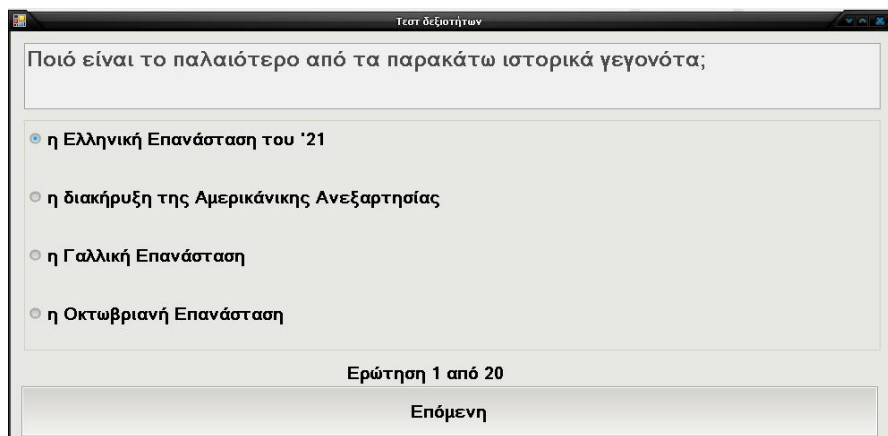 Τεστ δεξιοτήτων
Ποιό είναι το παλαιότερο από τα παρακάτω ιστορικά γεγονότα;
η Ελληνική Επανάσταση του '21
η διακήρυξη της Αμερικάνικης Ανεξαρτησίας
η Γαλλική Επανάσταση
η Οκτωβριανή Επανάσταση
Ερώτηση 1 από 20
Επόμενη